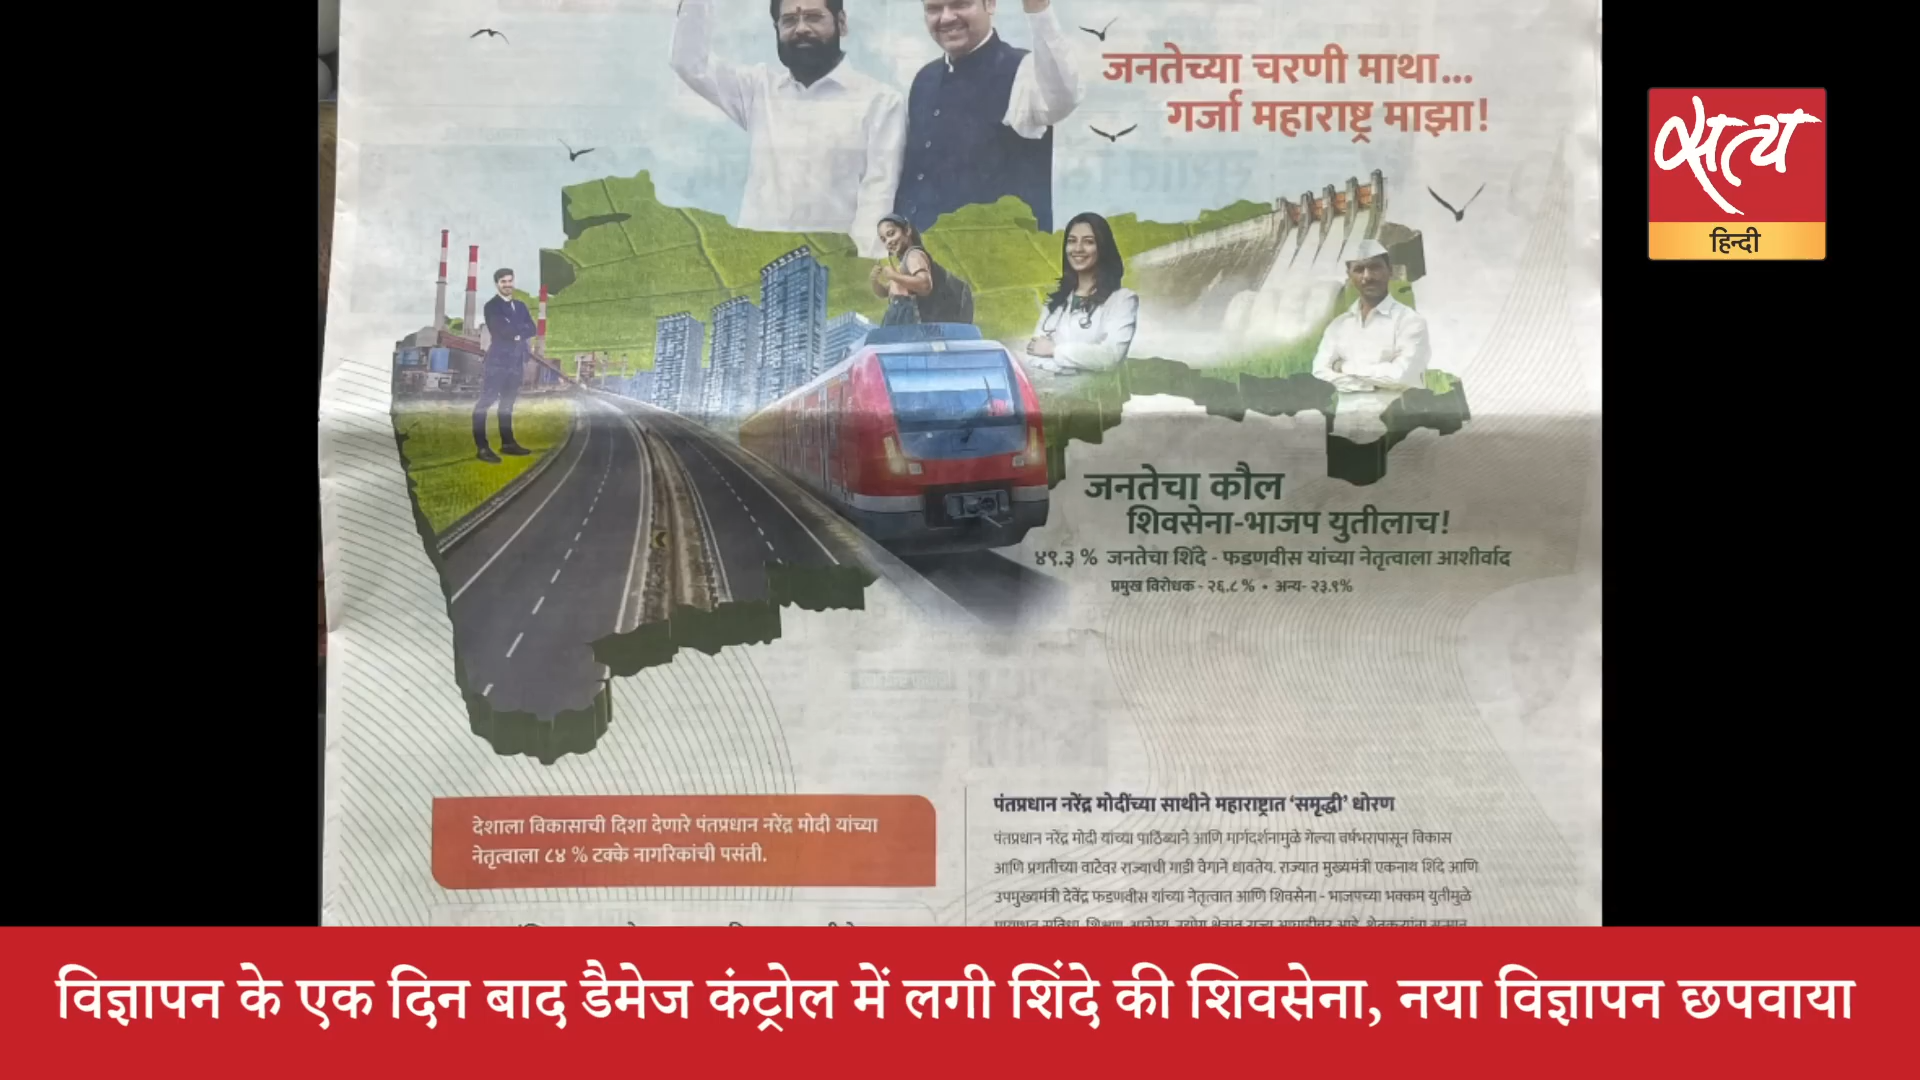 जनतेच्या चरणी माथा...
गर्जा महाराष्ट्र माझा!
सत्य
हिन्दी
जनतेचा कौल
शिवसेना-भाजप युतीलाच!
४९.३ % जनतेचा शिंदे - फडणवीस यांच्या नेतृत्वाला आशीर्वाद
प्रमुख विरोधक - २६.८ % • अन्य- २३.९%
देशाला विकासाची दिशा देणारे पंतप्रधान नरेंद्र मोदी यांच्या
नेतृत्वाला ८४ % टक्के नागरिकांची पसंती.
पंतप्रधान नरेंद्र मोदींच्या साथीने महाराष्ट्रात 'समृद्धी' धोरण
पंतप्रधान नरेंद्र मोदी यांच्या पाठिंब्याने आणि मार्गदर्शनामुळे गेल्या वर्षभरापासून विकास
आणि प्रगतीच्या वाटेवर राज्याची गाडी वेगाने धावतेय. राज्यात मुख्यमंत्री एकनाथ शिंदे आणि
उपमुख्यमंत्री देवेंद्र फडणवीस यांच्या नेतृत्वात आणि शिवसेना - भाजपच्या भक्कम युतीमुळे
विज्ञापन के एक दिन बाद डैमेज कंट्रोल में लगी शिंदे की शिवसेना, नया विज्ञापन छपवाया